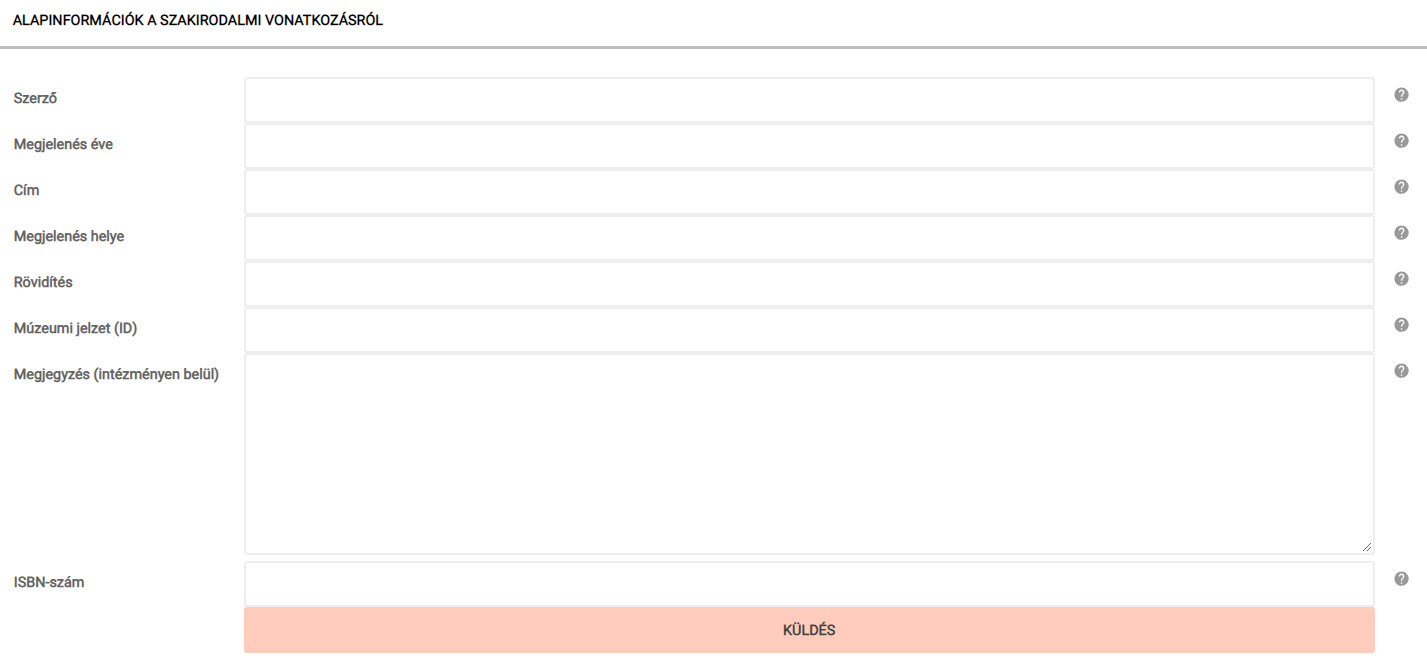 ALAPINFORMÁCIÓK A SZAKIRODALMI VONATKOZÁSRÓL
Szerző
Megjelenés éve
Cím
Megjelenés helye
Rövidítés
Múzeumi jelzet (ID)
Megjegyzés (intézményen belül)
ISBN-szám
KÜLDÉS